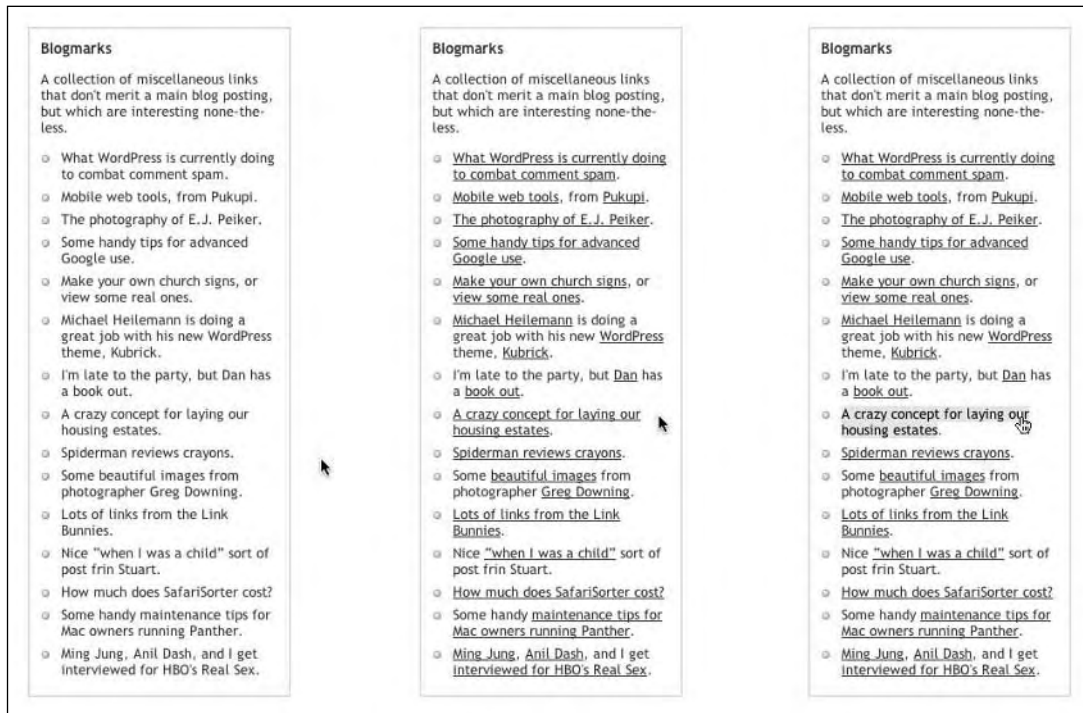 Blogmarks
A collection of miscellaneous links
that don't merit a main blog posting,
but which are interesting none-the-
less.
What WordPress is currently doing
to combat comment spam.
Mobile web tools, from Pukupi.
The photography of E.J. Peiker.
Some handy tips for advanced
Google use.
Make your own church signs, or
view some real ones.
Michael Heilemann is doing a
great job with his new WordPress
theme, Kubrick.
I'm late to the party, but Dan has
a book out.
A crazy concept for laying our
housing estates.
Spiderman reviews crayons.
Some beautiful images from
photographer Greg Downing.
Lots of links from the Link
Bunnies.
Nice "when I was a child" sort of
post frin Stuart.
How much does SafariSorter cost?
Some handy maintenance tips for
Mac owners running Panther.
Ming Jung, Anil Dash, and I get
interviewed for HBO's Real Sex.
Blogmarks
A collection of miscellaneous links
that don't merit a main blog posting,
but which are interesting none-the-
less.
What WordPress is currently doing
to combat comment spam.
Mobile web tools, from Pukupi.
The photography of E.J. Peiker.
Some handy tips for advanced
Google use.
Make your own church signs, or
view some real ones.
Michael Heilemann is doing a
great job with his new WordPress
theme, Kubrick.
I'm late to the party, but Dan has
a book out.
A crazy concept for laying our
housing estates.
Spiderman reviews crayons.
Some beautiful images from
photographer Greg Downing.
Lots of links from the Link
Bunnies.
Nice "when I was a child" sort of
post frin Stuart.
How much does SafariSorter cost?
Some handy maintenance tips for
Mac owners running Panther.
Ming Jung, Anil Dash, and I get
interviewed for HBO's Real Sex.
Blogmarks
A collection of miscellaneous links
that don't merit a main blog posting,
but which are interesting none-the-
less.
What WordPress is currently doing
to combat comment spam.
Mobile web tools, from Pukupi.
The photography of E.J. Peiker.
Some handy tips for advanced
Google use.
Make your own church signs, or
view some real ones.
Michael Heilemann is doing a
great job with his new WordPress
theme, Kubrick.
I'm late to the party, but Dan has
a book out.
A crazy concept for laying our
housing estates.
Spiderman reviews crayons.
Some beautiful images from
photographer Greg Downing.
Lots of links from the Link
Bunnies.
Nice "when I was a child" sort of
post frin Stuart.
How much does SafariSorter cost?
Some handy maintenance tips for
Mac owners running Panther.
Ming Jung, Anil Dash, and I get
interviewed for HBO's Real Sex.